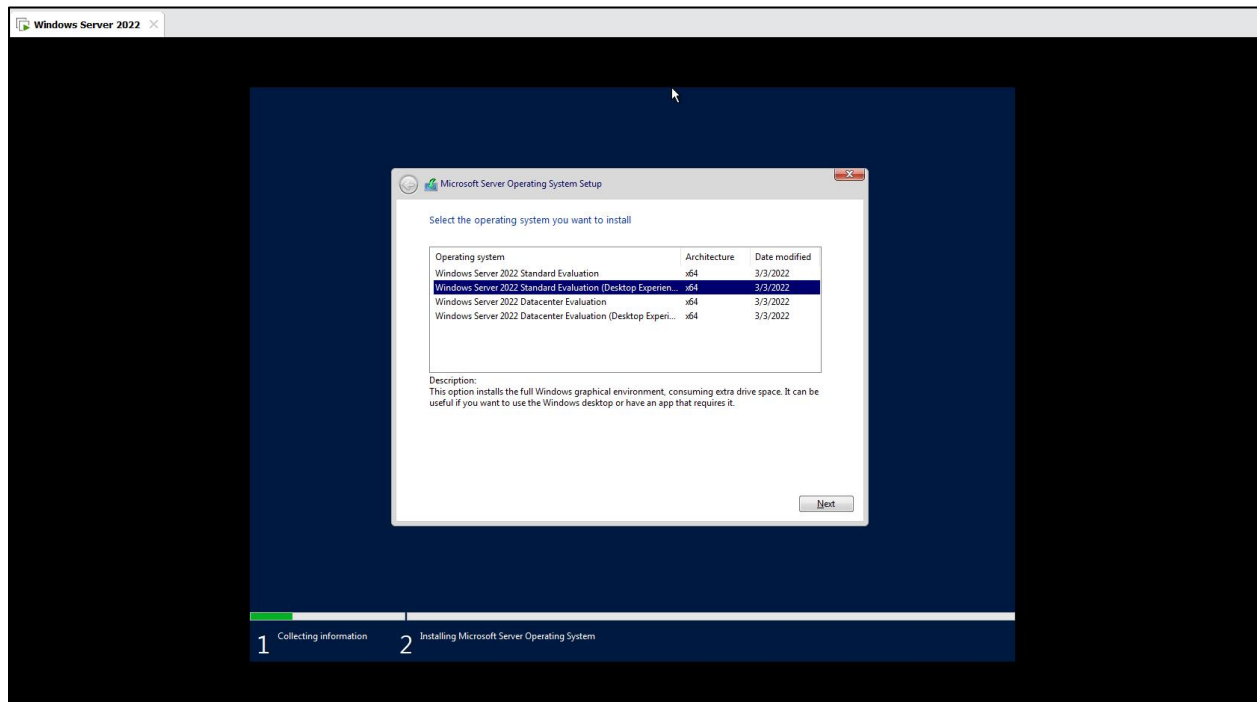 Windows Server 2022
Microsoft Server Operating System Setup
Select the operating system you want to install
Operating system Architecture Date modified
Windows Server 2022 Standard Evaluation x64 3/3/2022
Windows Server 2022 Standard Evaluation (Desktop Experien... x64 3/3/2022
Windows Server 2022 Datacenter Evaluation x64 3/3/2022
Windows Server 2022 Datacenter Evaluation (Desktop Experi... x64 3/3/2022
Description:
This option installs the full Windows graphical environment, consuming extra drive space. It can be
useful if you want to use the Windows desktop or have an app that requires it.
Next
1 Collecting information 2 Installing Microsoft Server Operating System